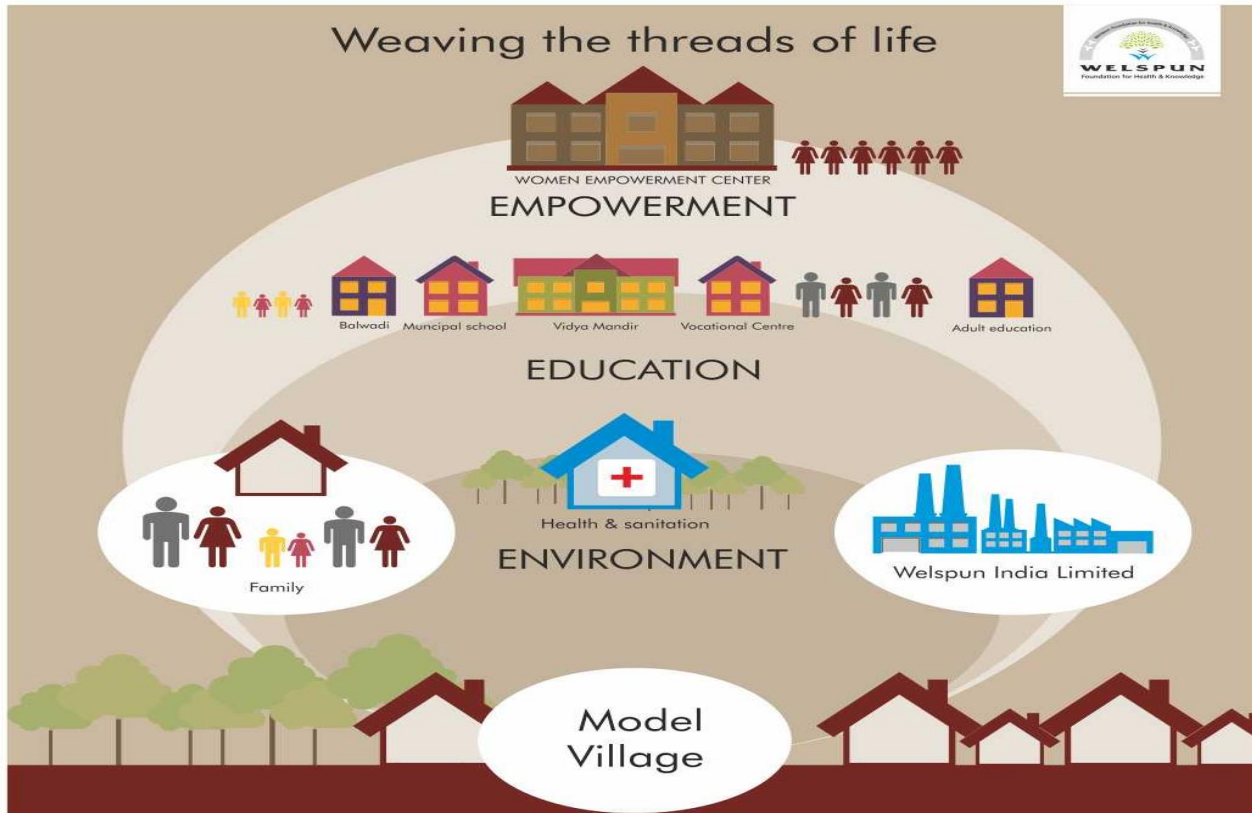 Weaving the threads of life
WELSPUN
Foundation for Health & Knowledge
WOMEN EMPOWERMENT CENTER
EMPOWERMENT
Balwadi
Muncipal school
Vidya Mandir
Vocational Centre
Adult education
EDUCATION
Health & sanitation
ENVIRONMENT
Family
Welspun India Limited
Model
Village